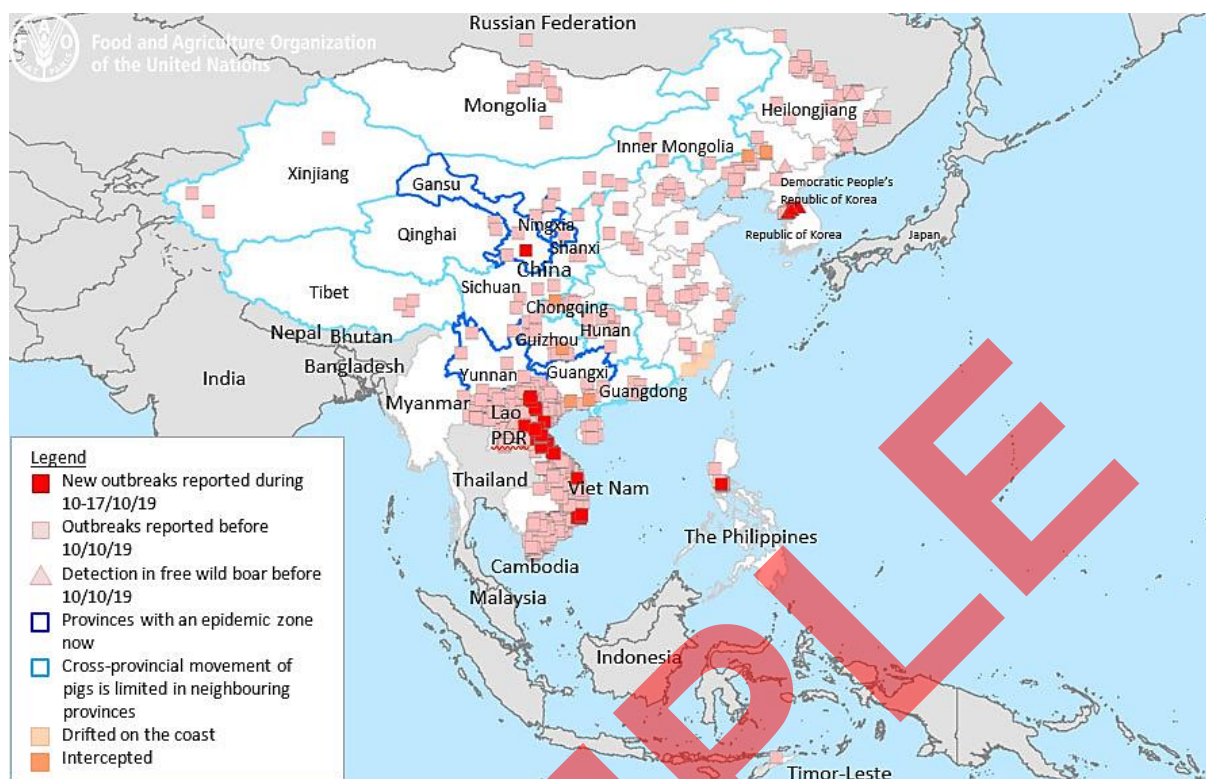 Russian Federation
FAO
Food and Agriculture Organization
of the United Nations
Mongolia
Heilongjiang
Inner Mongolia
Xinjiang
Gansu
Democratic People's
Republic of Korea
Qinghai
Ningxia
Republic of Korea
Japan
Shanxi
China
Tibet
Sichuan
Chongqing
Nepal
Bhutan
Guizhou
Hunan
Bangladesh
India
Yunnan
Guangxi
Guangdong
Myanmar
Lao
PDR
Thailand
Viet Nam
The Philippines
Cambodia
Malaysia
Indonesia
Timor-Leste
Legend
New outbreaks reported during
10-17/10/19
Outbreaks reported before
10/10/19
Detection in free wild boar before
10/10/19
Provinces with an epidemic zone
now
Cross-provincial movement of
pigs is limited in neighbouring
provinces
Drifted on the coast
Intercepted
PLE